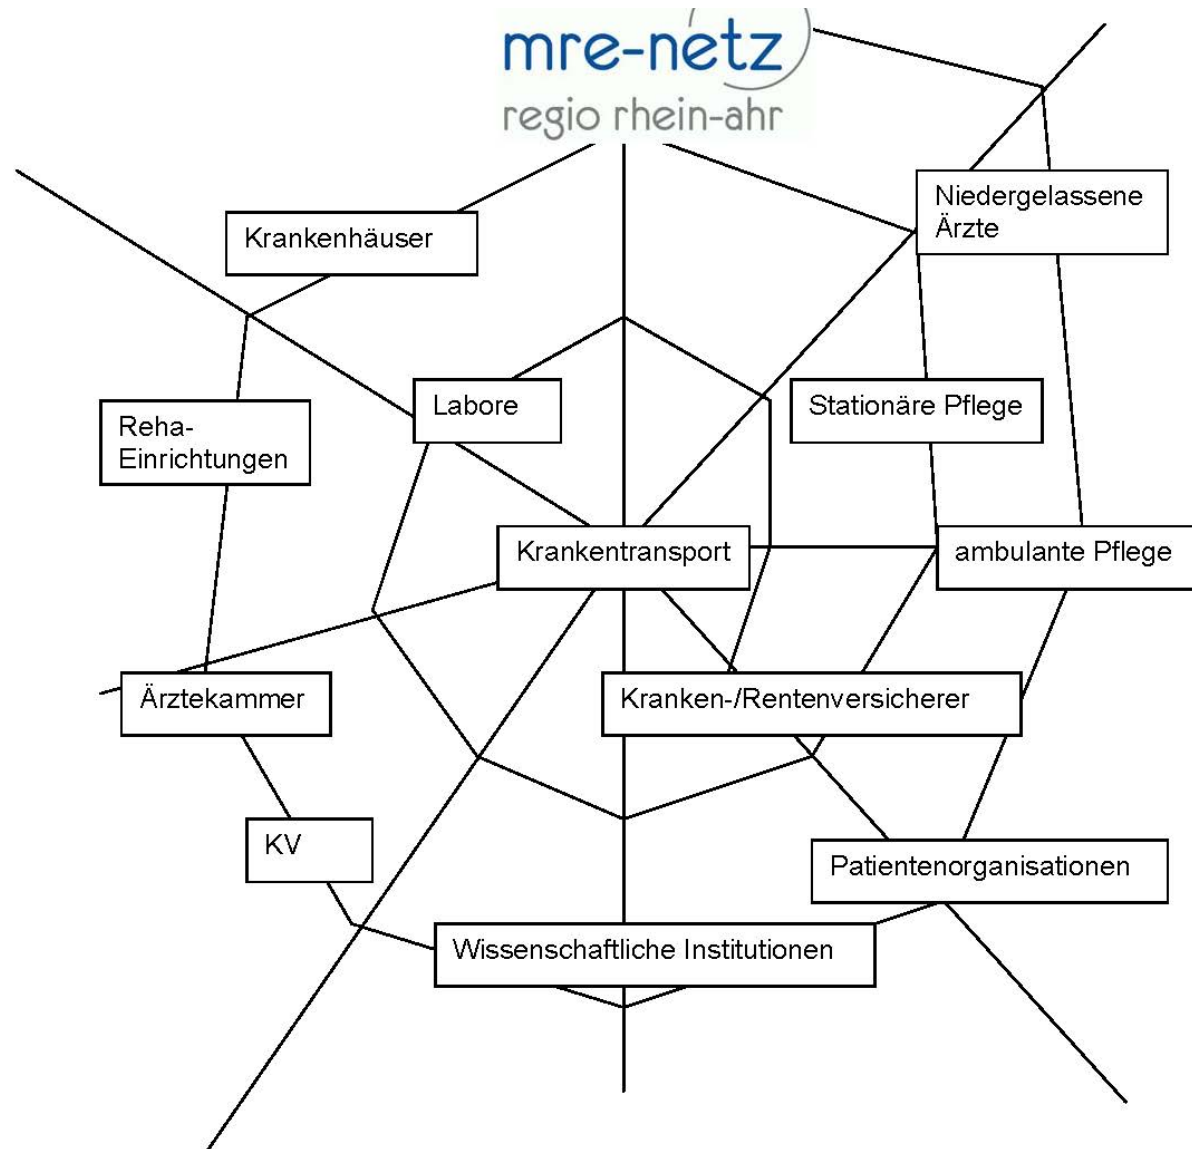 mre-netz
regio rhein-ahr
Niedergelassene
Ärzte
Krankenhäuser
Labore
Stationäre Pflege
Reha-
Einrichtungen
Krankentransport
ambulante Pflege
Ärztekammer
Kranken-/Rentenversicherer
KV
Patientenorganisationen
Wissenschaftliche Institutionen